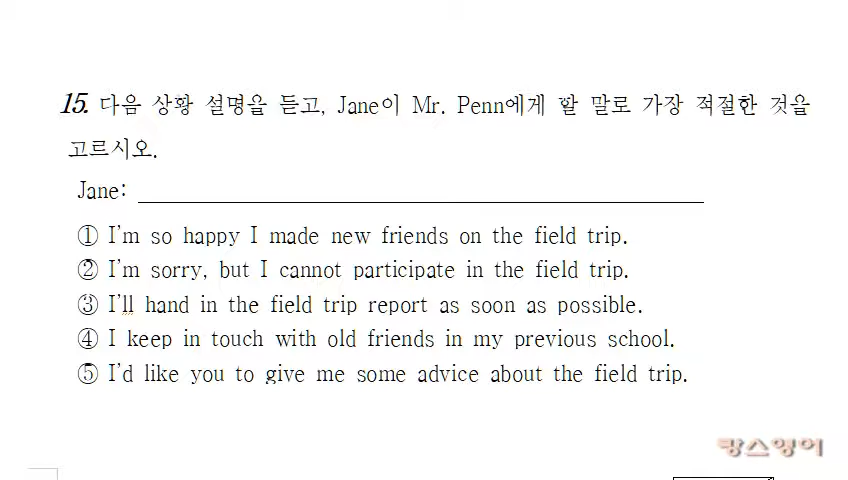 15. 다음 상황 설명을 듣고, Jane이 Mr. Penn에게 할 말로 가장 적절한 것을
고르시오.
Jane:
① I'm so happy I made new friends on the field trip.
② I'm sorry, but I cannot participate in the field trip.
③ I'll hand in the field trip report as soon as possible.
④ I keep in touch with old friends in my previous school.
⑤ I'd like you to give me some advice about the field trip.
팡스영어